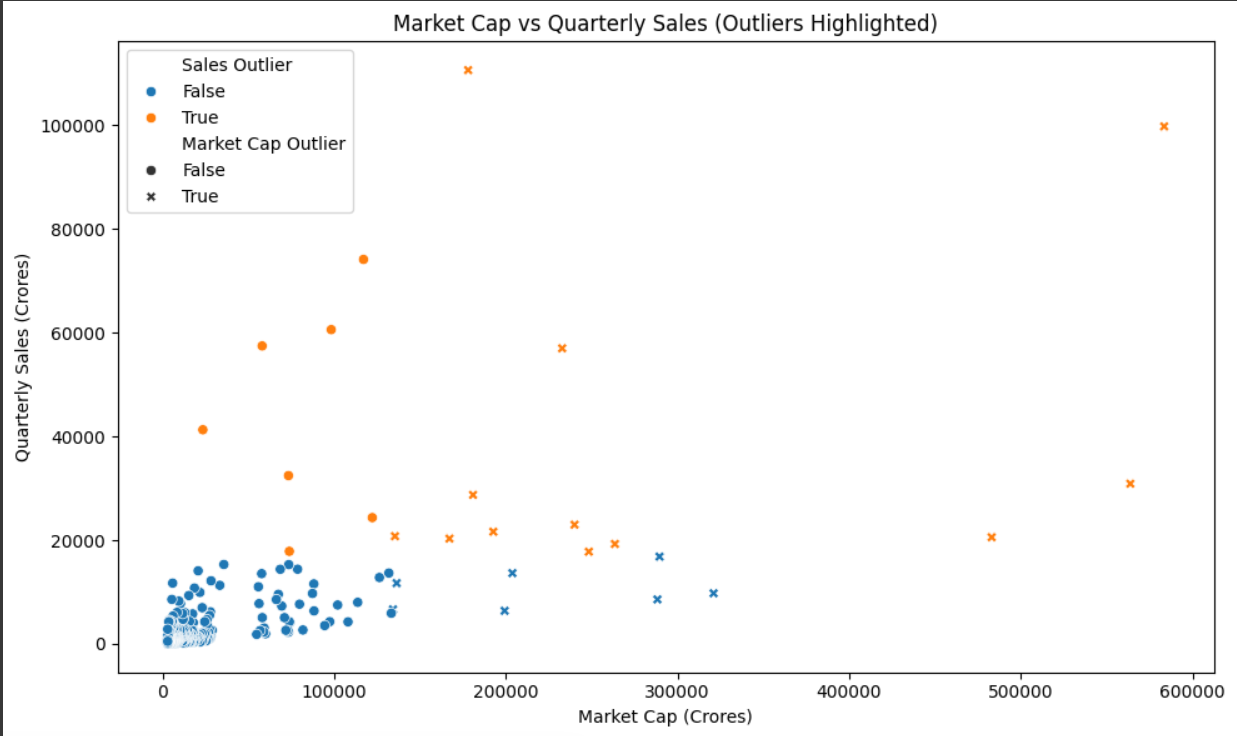 Market Cap vs Quarterly Sales (Outliers Highlighted)
Sales Outlier
False
True
Market Cap Outlier
False
True
100000
80000
60000
40000
20000
0
Quarterly Sales (Crores)
0 100000 200000 300000 400000 500000 600000
Market Cap (Crores)